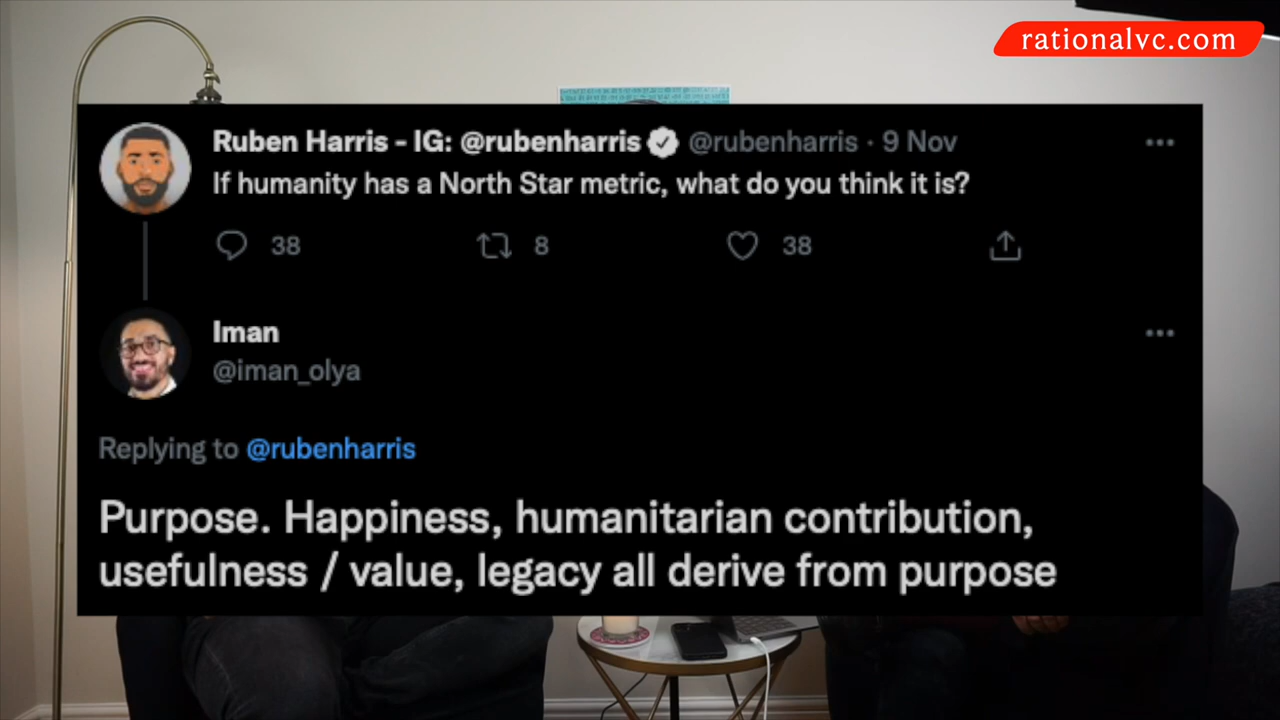 rationalvc.com
Ruben Harris - IG: @rubenharris @rubenharris · 9 Nov
If humanity has a North Star metric, what do you think it is?
38 8 38
Iman
@iman_olya
Replying to @rubenharris
Purpose. Happiness, humanitarian contribution,
usefulness / value, legacy all derive from purpose